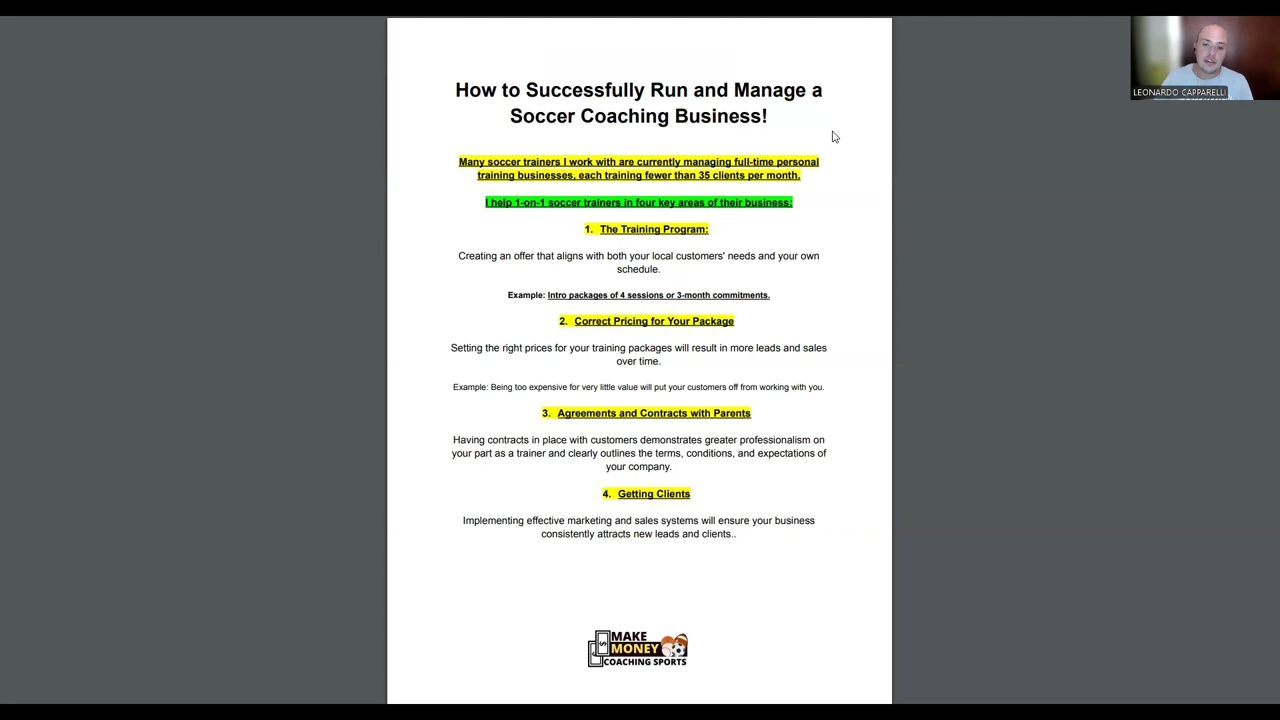 How to Successfully Run and Manage a
Soccer Coaching Business!
Many soccer trainers I work with are currently managing full-time personal
training businesses, each training fewer than 35 clients per month.
I help 1-on-1 soccer trainers in four key areas of their business:
1. The Training Program:
Creating an offer that aligns with both your local customers' needs and your own
schedule.
Example: Intro packages of 4 sessions or 3-month commitments.
2. Correct Pricing for Your Package
Setting the right prices for your training packages will result in more leads and sales
over time.
Example: Being too expensive for very little value will put your customers off from working with you.
3. Agreements and Contracts with Parents
Having contracts in place with customers demonstrates greater professionalism on
your part as a trainer and clearly outlines the terms, conditions, and expectations of
your company.
4. Getting Clients
Implementing effective marketing and sales systems will ensure your business
consistently attracts new leads and clients..
MAKE
MONEY
COACHING SPORTS
LEONARDO CAPPARELLI